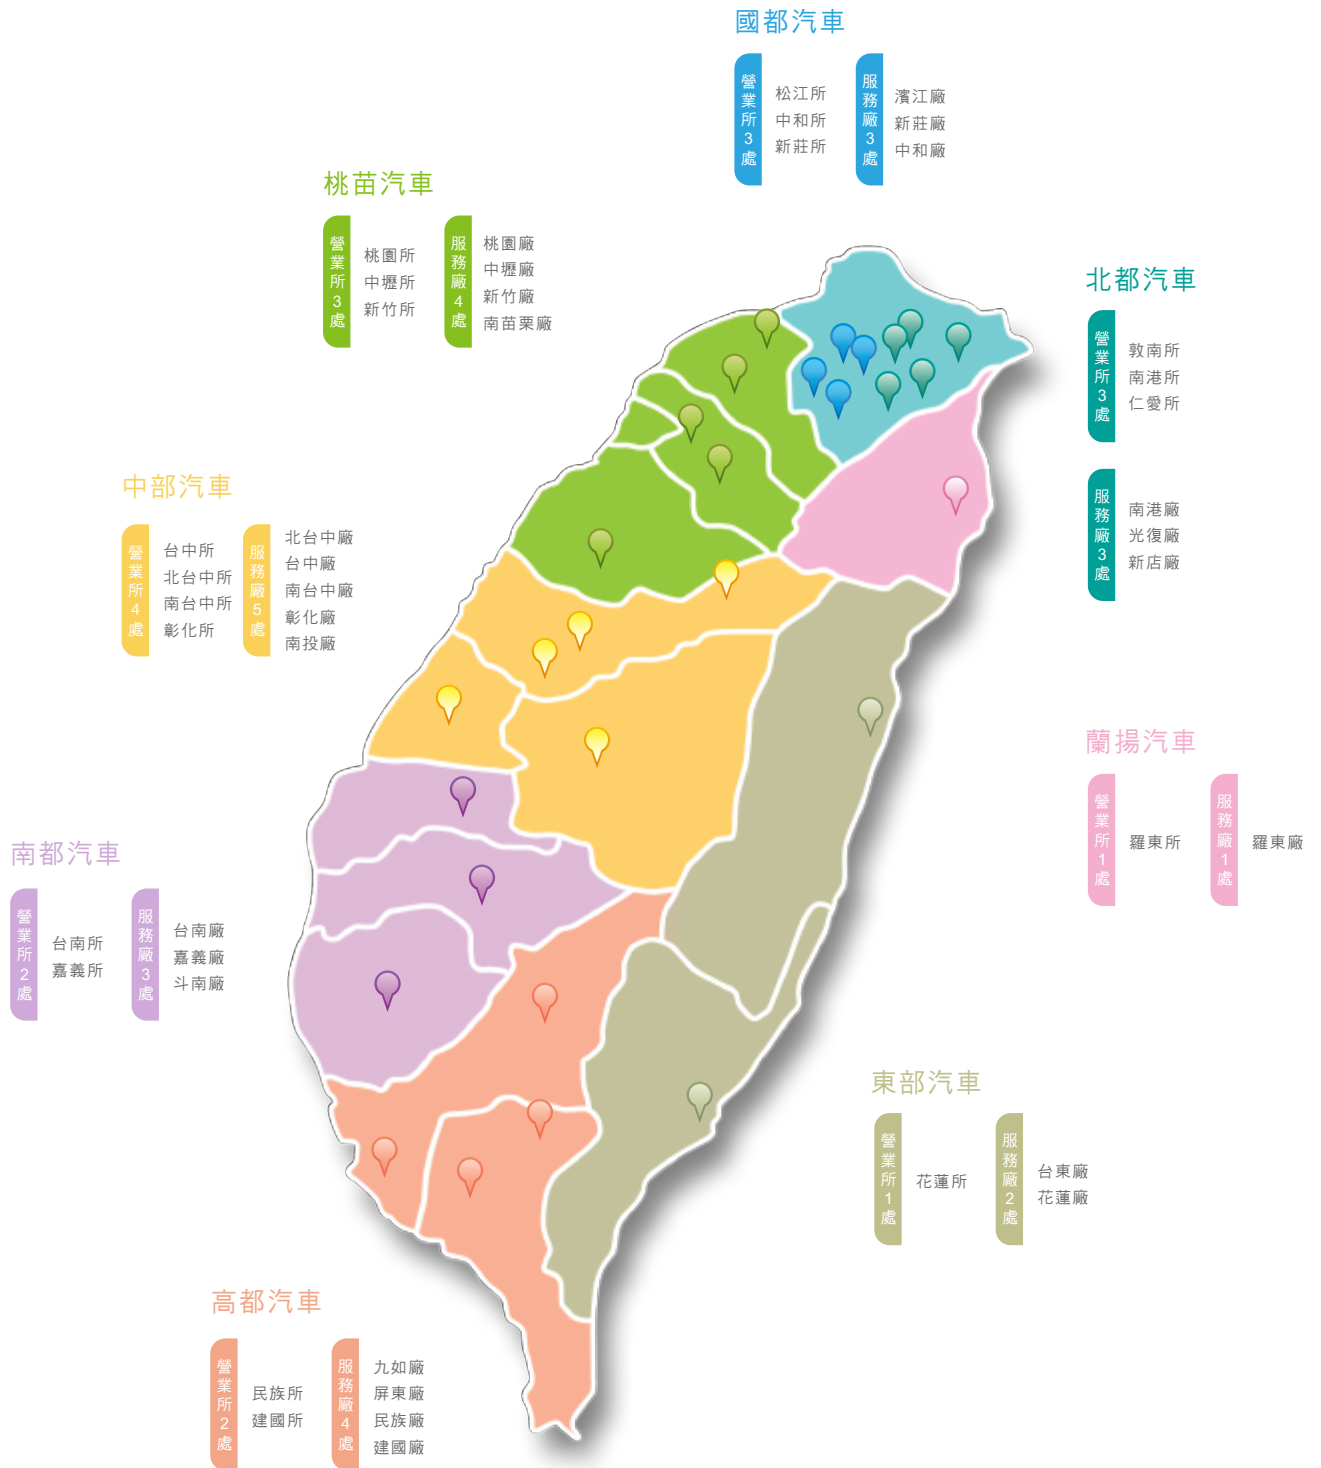 國都汽車
營業所3處
松江所
中和所
新莊所
服務廠3處
濱江廠
新莊廠
中和廠
桃苗汽車
營業所3處
桃園所
中壢所
新竹所
服務廠4處
桃園廠
中壢廠
新竹廠
南苗栗廠
北都汽車
營業所3處
敦南所
南港所
仁愛所
服務廠3處
南港廠
光復廠
新店廠
中部汽車
營業所4處
台中所
北台中所
南台中所
彰化所
服務廠5處
北台中廠
台中廠
南台中廠
彰化廠
南投廠
蘭揚汽車
營業所1處
羅東所
服務廠1處
羅東廠
南都汽車
營業所2處
台南所
嘉義所
服務廠3處
台南廠
嘉義廠
斗南廠
東部汽車
營業所1處
花蓮所
服務廠2處
台東廠
花蓮廠
高都汽車
營業所2處
民族所
建國所
服務廠4處
九如廠
屏東廠
民族廠
建國廠